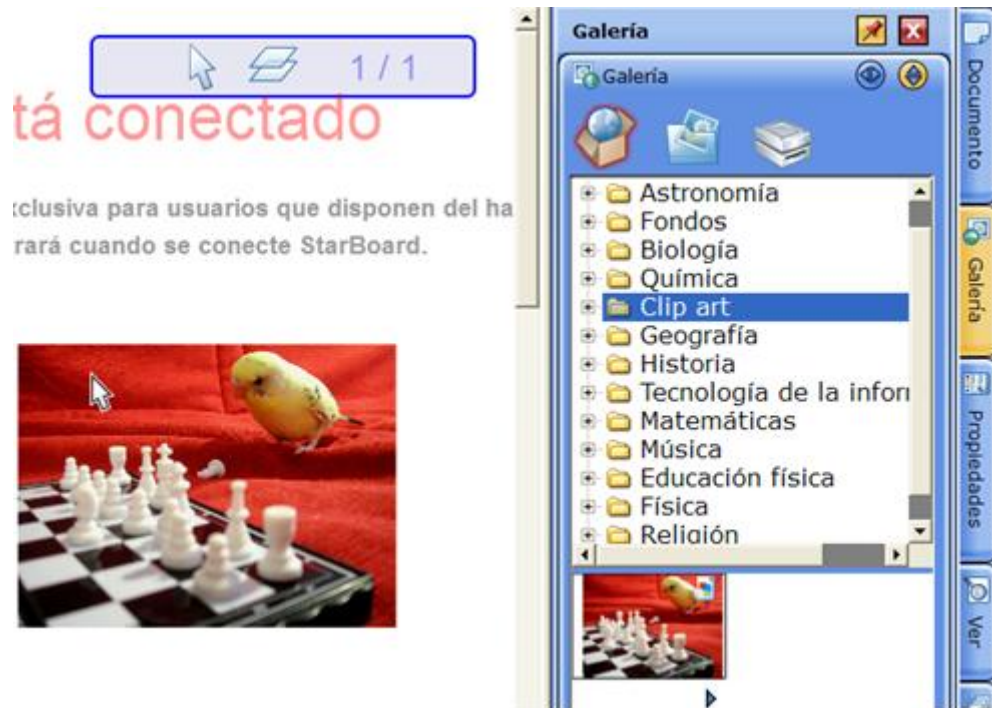 1 / 1
tá conectado
clusiva para usuarios que disponen del ha
rará cuando se conecte StarBoard.
Galería
Galería
Astronomía
Fondos
Biología
Química
Clip art
Geografía
Historia
Tecnología de la infor
Matemáticas
Música
Educación física
Física
Religión
Documento
Galería
Propiedades
Ver